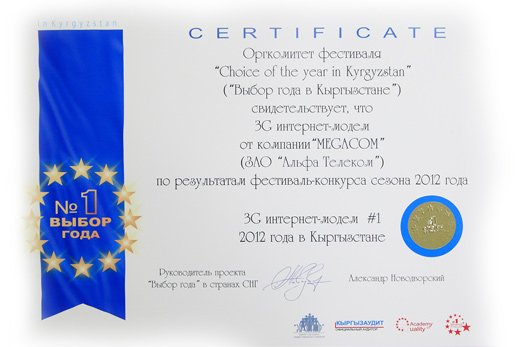 in Kyrgyzstan
CERTIFICATE
Оргкомитет фестиваля
"Choice of the year in Kyrgyzstan"
("Выбор года в Кыргызстане")
свидетельствует, что
3G интернет-модем
от компании "MEGACOM"
(ЗАО "Альфа Телеком")
по результатам фестиваль-конкурса сезона 2012 года
№1
ВЫБОР
ГОДА
3G интернет-модем #1
2012 года в Кыргызстане
Руководитель проекта
"Выбор года" в странах СНГ
Александр Новодворский
КЫРГЫЗАУДИТ
Academy
uality